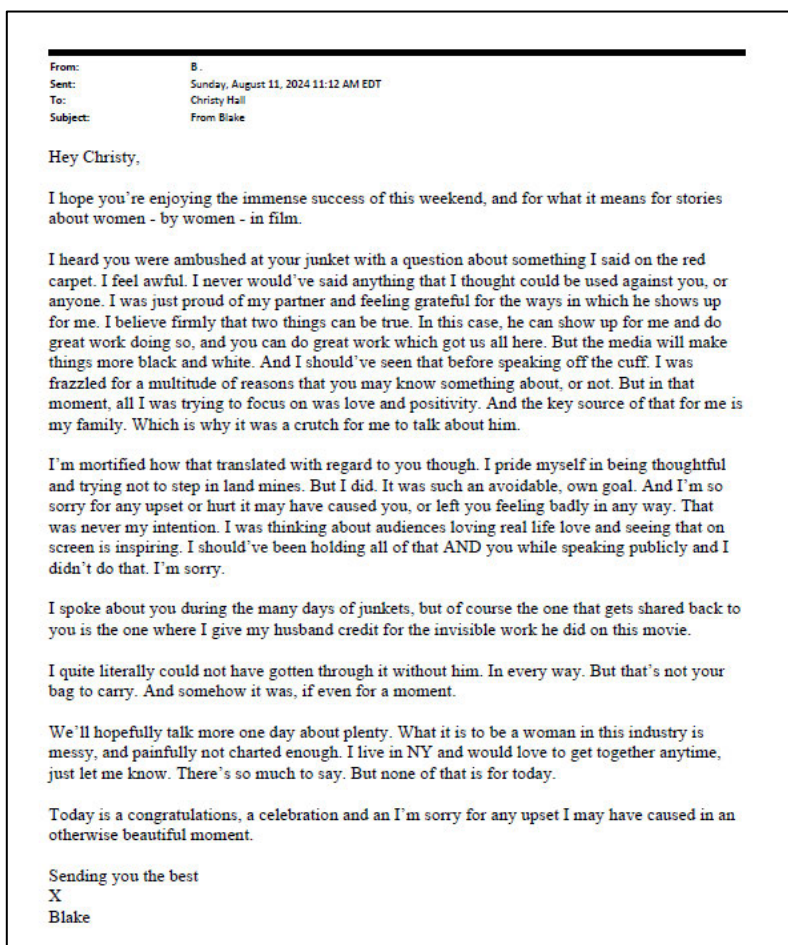 From: B .
Sent: Sunday, August 11, 2024 11:12 AM EDT
To: Christy Hall
Subject: From Blake
Hey Christy,
I hope you're enjoying the immense success of this weekend, and for what it means for stories
about women - by women - in film.
I heard you were ambushed at your junket with a question about something I said on the red
carpet. I feel awful. I never would've said anything that I thought could be used against you, or
anyone. I was just proud of my partner and feeling grateful for the ways in which he shows up
for me. I believe firmly that two things can be true. In this case, he can show up for me and do
great work doing so, and you can do great work which got us all here. But the media will make
things more black and white. And I should've seen that before speaking off the cuff. I was
frazzled for a multitude of reasons that you may know something about, or not. But in that
moment, all I was trying to focus on was love and positivity. And the key source of that for me is
my family. Which is why it was a crutch for me to talk about him.
I'm mortified how that translated with regard to you though. I pride myself in being thoughtful
and trying not to step in land mines. But I did. It was such an avoidable, own goal. And I'm so
sorry for any upset or hurt it may have caused you, or left you feeling badly in any way. That
was never my intention. I was thinking about audiences loving real life love and seeing that on
screen is inspiring. I should've been holding all of that AND you while speaking publicly and I
didn't do that. I'm sorry.
I spoke about you during the many days of junkets, but of course the one that gets shared back to
you is the one where I give my husband credit for the invisible work he did on this movie.
I quite literally could not have gotten through it without him. In every way. But that's not your
bag to carry. And somehow it was, if even for a moment.
We'll hopefully talk more one day about plenty. What it is to be a woman in this industry is
messy, and painfully not charted enough. I live in NY and would love to get together anytime,
just let me know. There's so much to say. But none of that is for today.
Today is a congratulations, a celebration and an I'm sorry for any upset I may have caused in an
otherwise beautiful moment.
Sending you the best
X
Blake